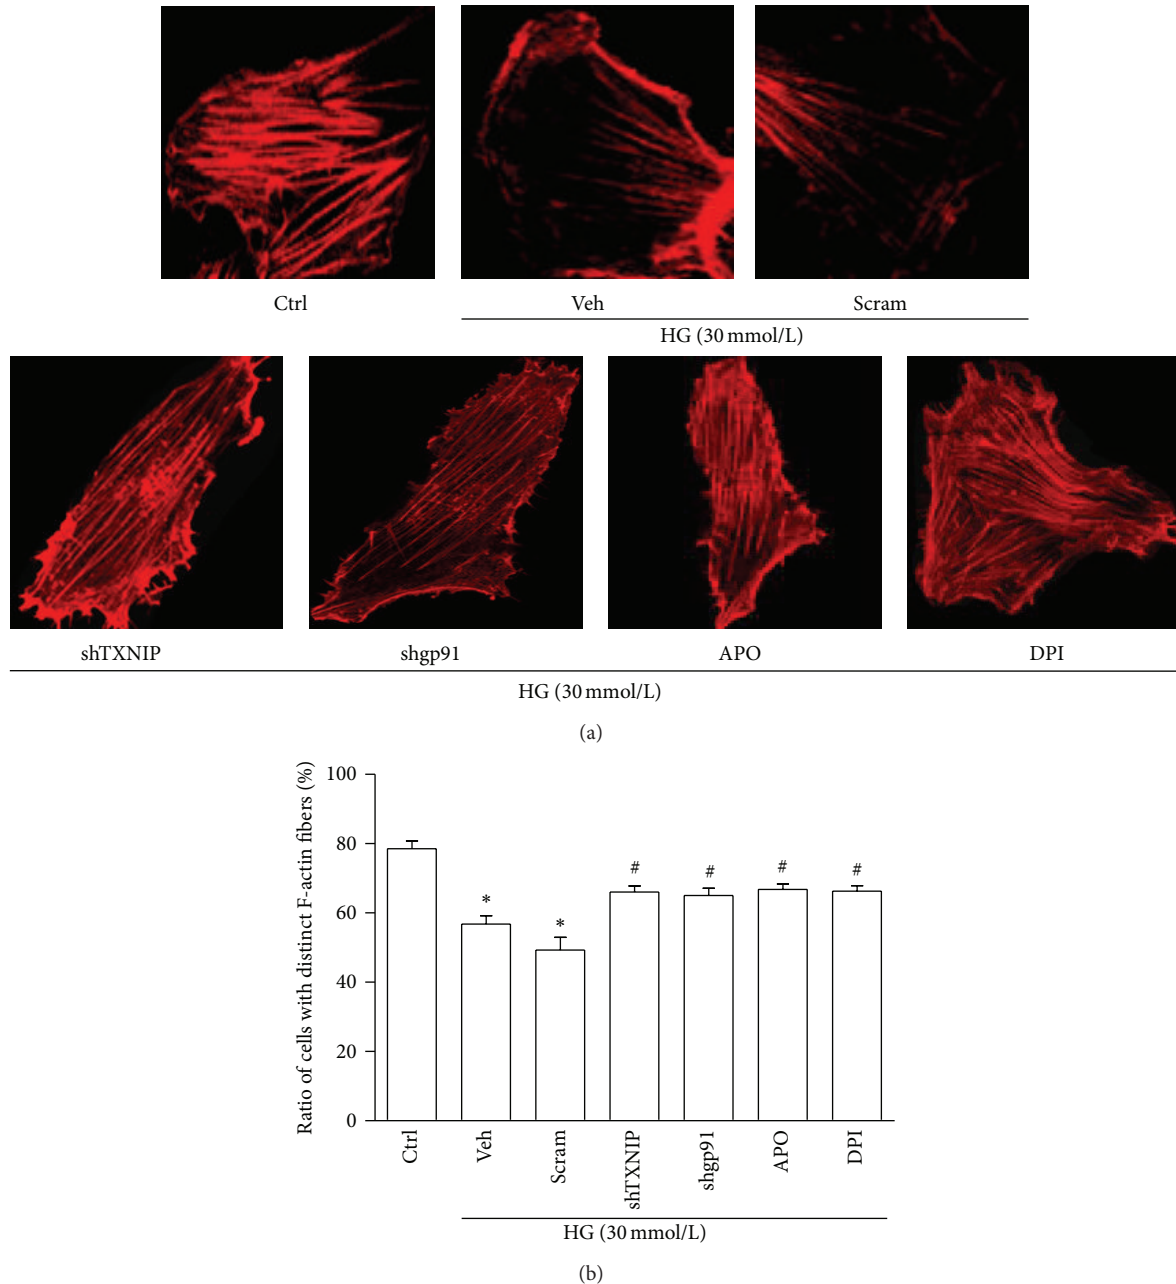 Ctrl
Veh
Scram
HG (30 mmol/L)
shTXNIP
shgp91
APO
DPI
HG (30 mmol/L)
(a)
Ratio of cells with distinct F-actin fibers (%)
100
80
60
40
20
0
*
*
#
#
#
#
Ctrl
Veh
Scram
shTXNIP
shgp91
APO
DPI
HG (30 mmol/L)
(b)